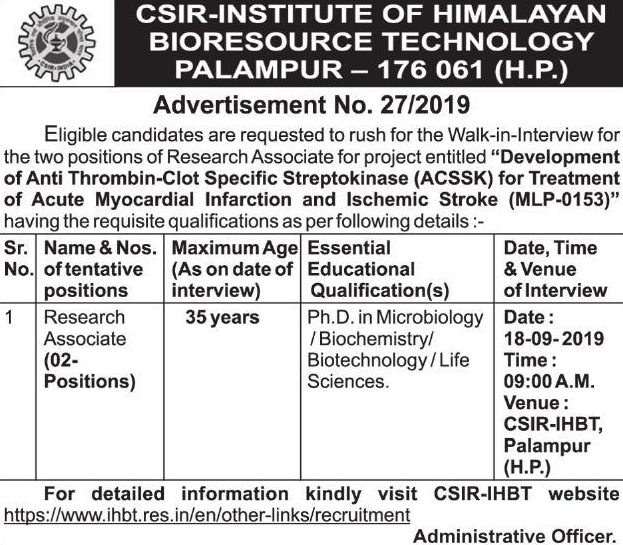 CSIR-INSTITUTE OF HIMALAYAN
BIORESOURCE TECHNOLOGY
PALAMPUR – 176 061 (H.P.)
CSIR-INDIA
Advertisement No. 27/2019
Eligible candidates are requested to rush for the Walk-in-Interview for
the two positions of Research Associate for project entitled “Development
of Anti Thrombin-Clot Specific Streptokinase (ACSSK) for Treatment
of Acute Myocardial Infarction and Ischemic Stroke (MLP-0153)”
having the requisite qualifications as per following details :-
Sr. No.
Name & Nos. of tentative positions
Maximum Age (As on date of interview)
Essential Educational Qualification(s)
Date, Time & Venue of Interview
1
Research
Associate
(02-
Positions)
35 years
Ph.D. in Microbiology
/ Biochemistry/
Biotechnology / Life
Sciences.
Date :
18-09-2019
Time :
09:00 A.M.
Venue :
CSIR-IHBT,
Palampur
(H.P.)
For detailed information kindly visit CSIR-IHBT website
https://www.ihbt.res.in/en/other-links/recruitment
Administrative Officer.